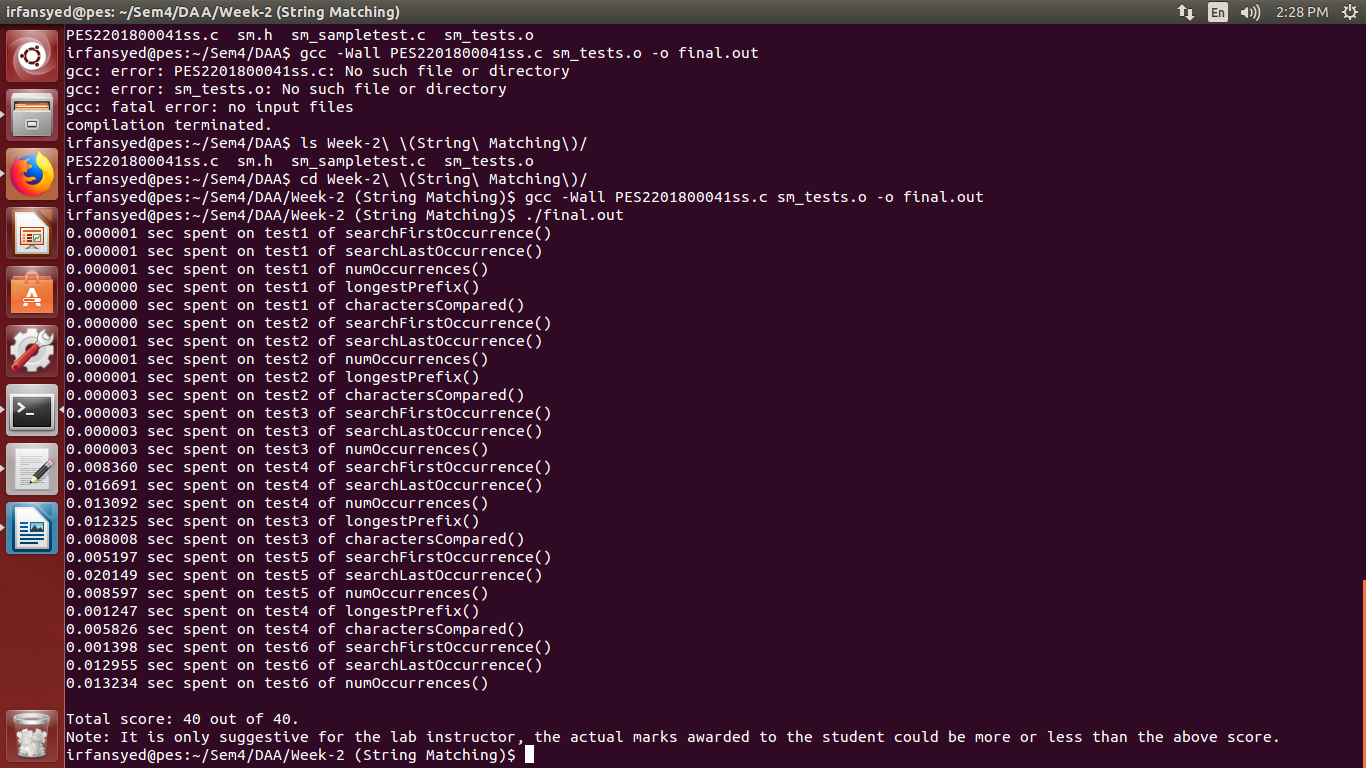 irfansyed@pes: ~/Sem4/DAA/Week-2 (String Matching)
En
2:28 PM
PES2201800041ss.c  sm.h  sm_sampletest.c  sm_tests.o
irfansyed@pes:~/Sem4/DAA$ gcc -Wall PES2201800041ss.c sm_tests.o -o final.out
gcc: error: PES2201800041ss.c: No such file or directory
gcc: error: sm_tests.o: No such file or directory
gcc: fatal error: no input files
compilation terminated.
irfansyed@pes:~/Sem4/DAA$ ls Week-2\ \(String\ Matching\)/
PES2201800041ss.c  sm.h  sm_sampletest.c  sm_tests.o
irfansyed@pes:~/Sem4/DAA$ cd Week-2\ \(String\ Matching\)/
irfansyed@pes:~/Sem4/DAA/Week-2 (String Matching)$ gcc -Wall PES2201800041ss.c sm_tests.o -o final.out
irfansyed@pes:~/Sem4/DAA/Week-2 (String Matching)$ ./final.out
0.000001 sec spent on test1 of searchFirstOccurrence()
0.000001 sec spent on test1 of searchLastOccurrence()
0.000001 sec spent on test1 of numOccurrences()
0.000000 sec spent on test1 of longestPrefix()
0.000000 sec spent on test1 of charactersCompared()
0.000000 sec spent on test2 of searchFirstOccurrence()
0.000001 sec spent on test2 of searchLastOccurrence()
0.000001 sec spent on test2 of numOccurrences()
0.000001 sec spent on test2 of longestPrefix()
0.000003 sec spent on test2 of charactersCompared()
0.000003 sec spent on test3 of searchFirstOccurrence()
0.000003 sec spent on test3 of searchLastOccurrence()
0.000003 sec spent on test3 of numOccurrences()
0.008360 sec spent on test4 of searchFirstOccurrence()
0.016691 sec spent on test4 of searchLastOccurrence()
0.013092 sec spent on test4 of numOccurrences()
0.012325 sec spent on test3 of longestPrefix()
0.008008 sec spent on test3 of charactersCompared()
0.005197 sec spent on test5 of searchFirstOccurrence()
0.020149 sec spent on test5 of searchLastOccurrence()
0.008597 sec spent on test5 of numOccurrences()
0.001247 sec spent on test4 of longestPrefix()
0.005826 sec spent on test4 of charactersCompared()
0.001398 sec spent on test6 of searchFirstOccurrence()
0.012955 sec spent on test6 of searchLastOccurrence()
0.013234 sec spent on test6 of numOccurrences()
Total score: 40 out of 40.
Note: It is only suggestive for the lab instructor, the actual marks awarded to the student could be more or less than the above score.
irfansyed@pes:~/Sem4/DAA/Week-2 (String Matching)$